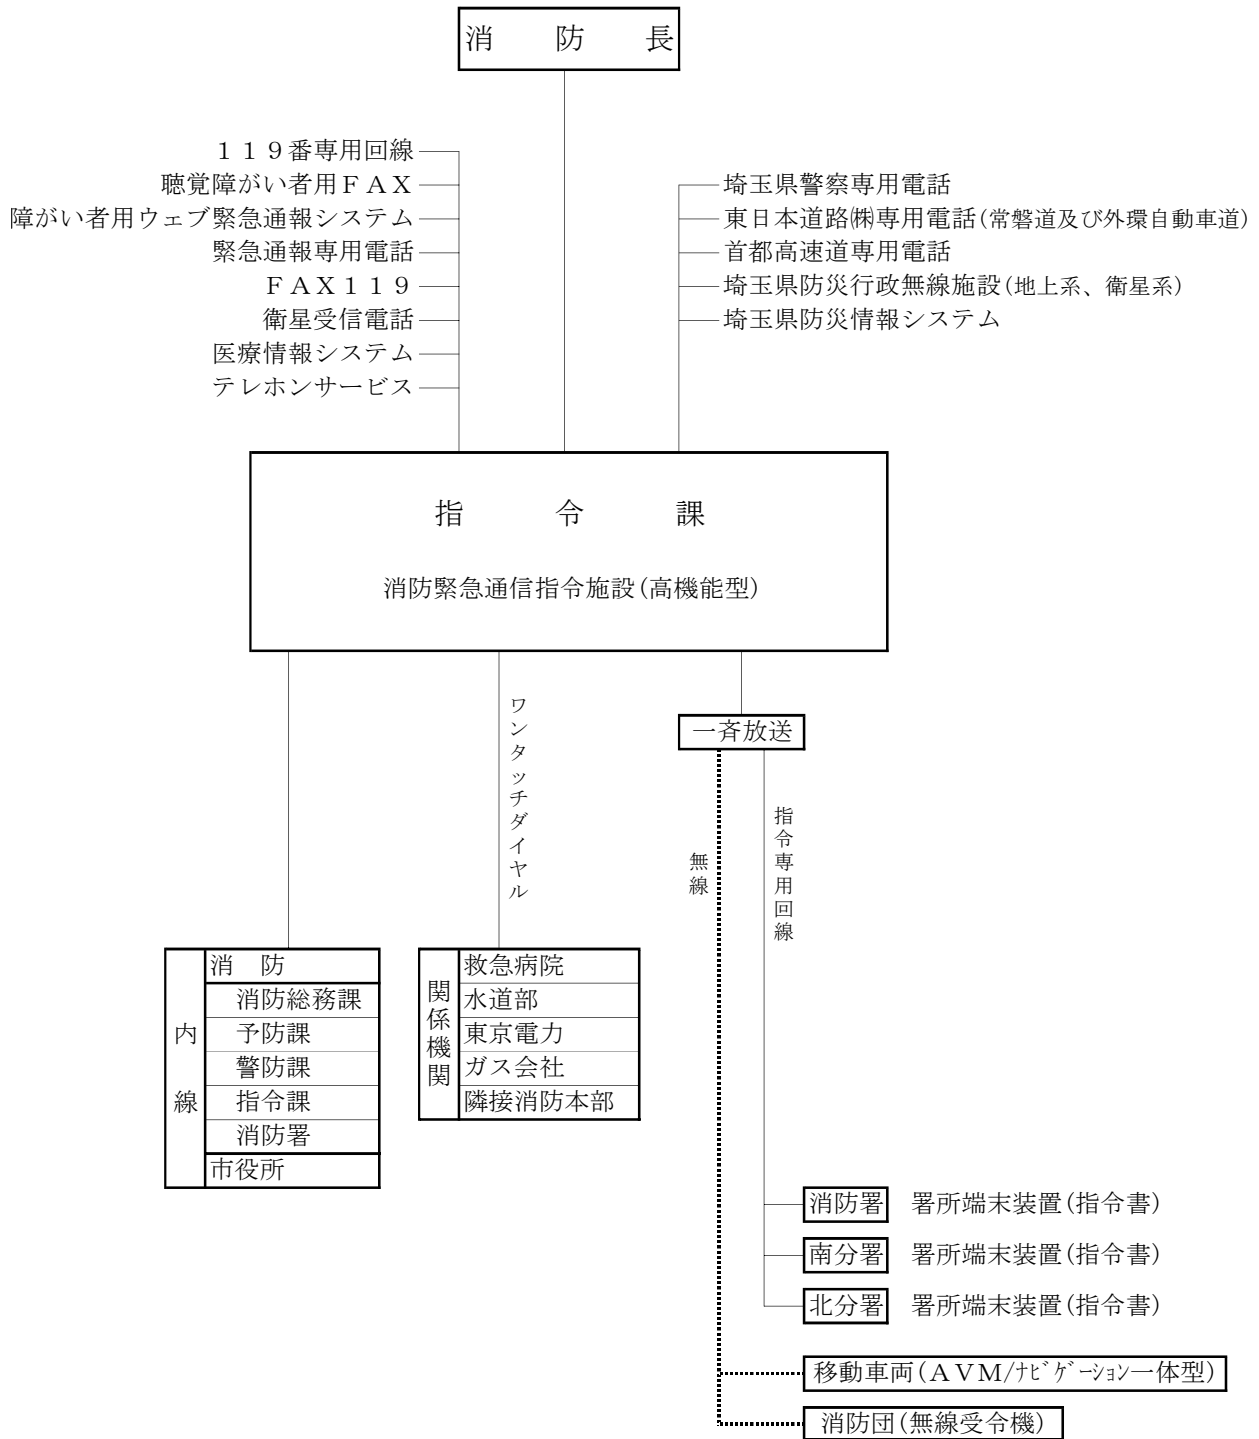 消防長
１１９番専用回線
聴覚障がい者用ＦＡＸ
障がい者用ウェブ緊急通報システム
緊急通報専用電話
ＦＡＸ１１９
衛星受信電話
医療情報システム
テレホンサービス
埼玉県警察専用電話
東日本道路㈱専用電話(常磐道及び外環自動車道)
首都高速道専用電話
埼玉県防災行政無線施設(地上系、衛星系)
埼玉県防災情報システム
指令課
消防緊急通信指令施設(高機能型)
ワンタッチダイヤル
一斉放送
無線
指令専用回線
内線
消防
消防総務課
予防課
警防課
指令課
消防署
市役所
関係機関
救急病院
水道部
東京電力
ガス会社
隣接消防本部
消防署 署所端末装置(指令書)
南分署 署所端末装置(指令書)
北分署 署所端末装置(指令書)
移動車両(ＡＶＭ/ﾅﾋﾞｹﾞｰｼｮﾝ一体型)
消防団(無線受令機)